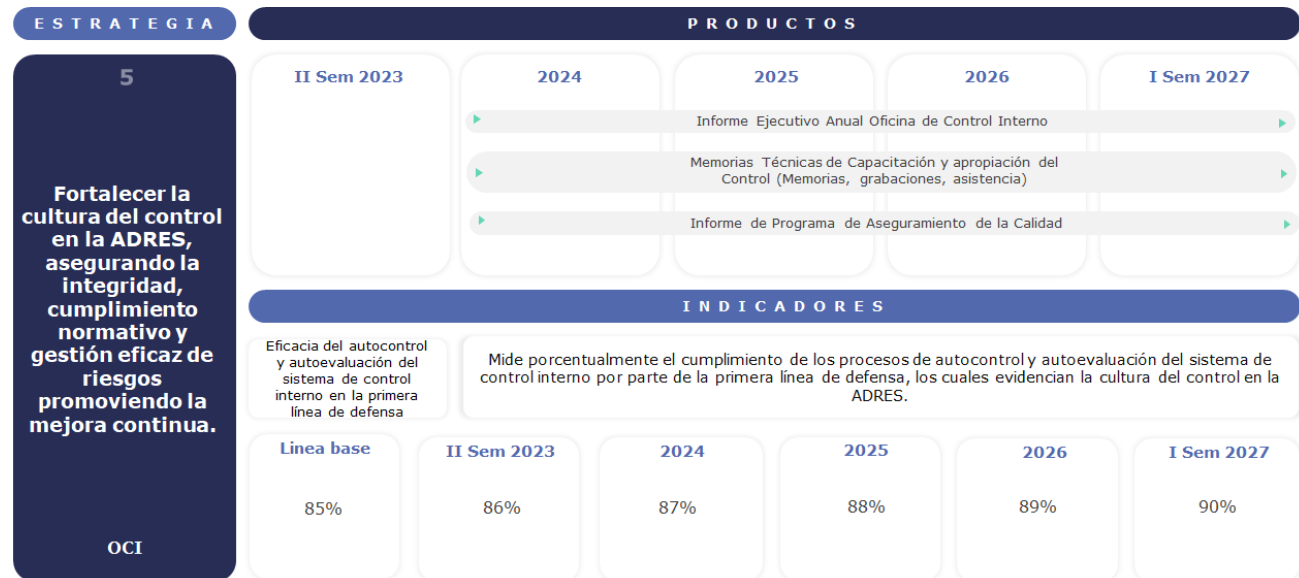 ESTRATEGIA
PRODUCTOS
5
Fortalecer la
cultura del control
en la ADRES,
asegurando la
integridad,
cumplimiento
normativo y
gestión eficaz de
riesgos
promoviendo la
mejora continua.
OCI
II Sem 2023
2024
2025
2026
I Sem 2027
Informe Ejecutivo Anual Oficina de Control Interno
Memorias Técnicas de Capacitación y apropiación del
Control (Memorias, grabaciones, asistencia)
Informe de Programa de Aseguramiento de la Calidad
INDICADORES
Eficacia del autocontrol
y autoevaluación del
sistema de control
interno en la primera
línea de defensa
Mide porcentualmente el cumplimiento de los procesos de autocontrol y autoevaluación del sistema de
control interno por parte de la primera línea de defensa, los cuales evidencian la cultura del control en la
ADRES.
Linea base
II Sem 2023
2024
2025
2026
I Sem 2027
85%
86%
87%
88%
89%
90%